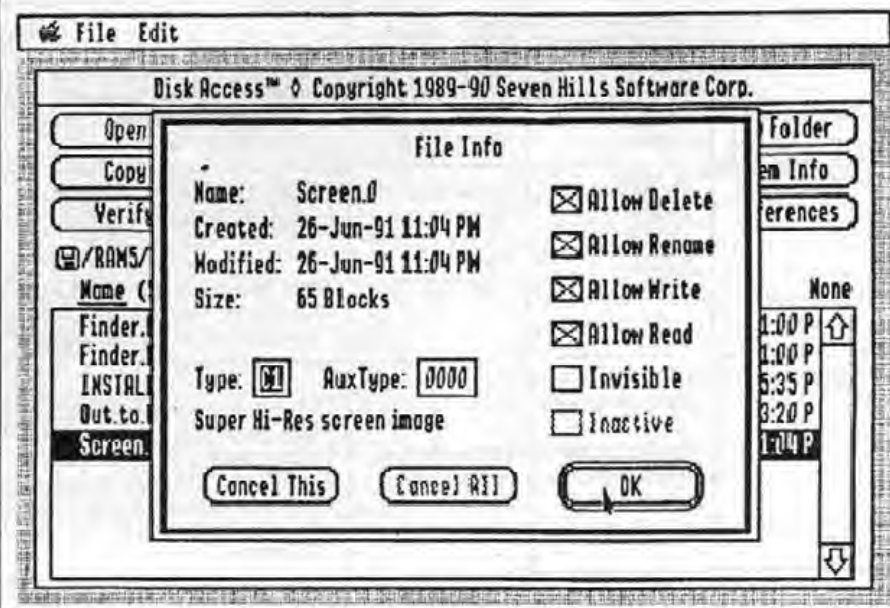 File Edit
Disk Access™ ◊ Copyright 1989-90 Seven Hills Software Corp.
Open
Folder
Copy
Info
Verify
File Info
Name: Screen.0
Created: 26-Jun-91 11:04 PM
Modified: 26-Jun-91 11:04 PM
Size: 65 Blocks
Allow Delete
Allow Rename
Allow Write
Allow Read
Invisible
Inactive
Type: AuxType: 0000
Super Hi-Res screen image
Cancel This
Cancel All
OK
/RAM5/
Name
None
Finder.
1:00 P
Finder.
1:00 P
INSTAL
5:35 P
Out.to.
3:20 P
Screen.
1:04 P